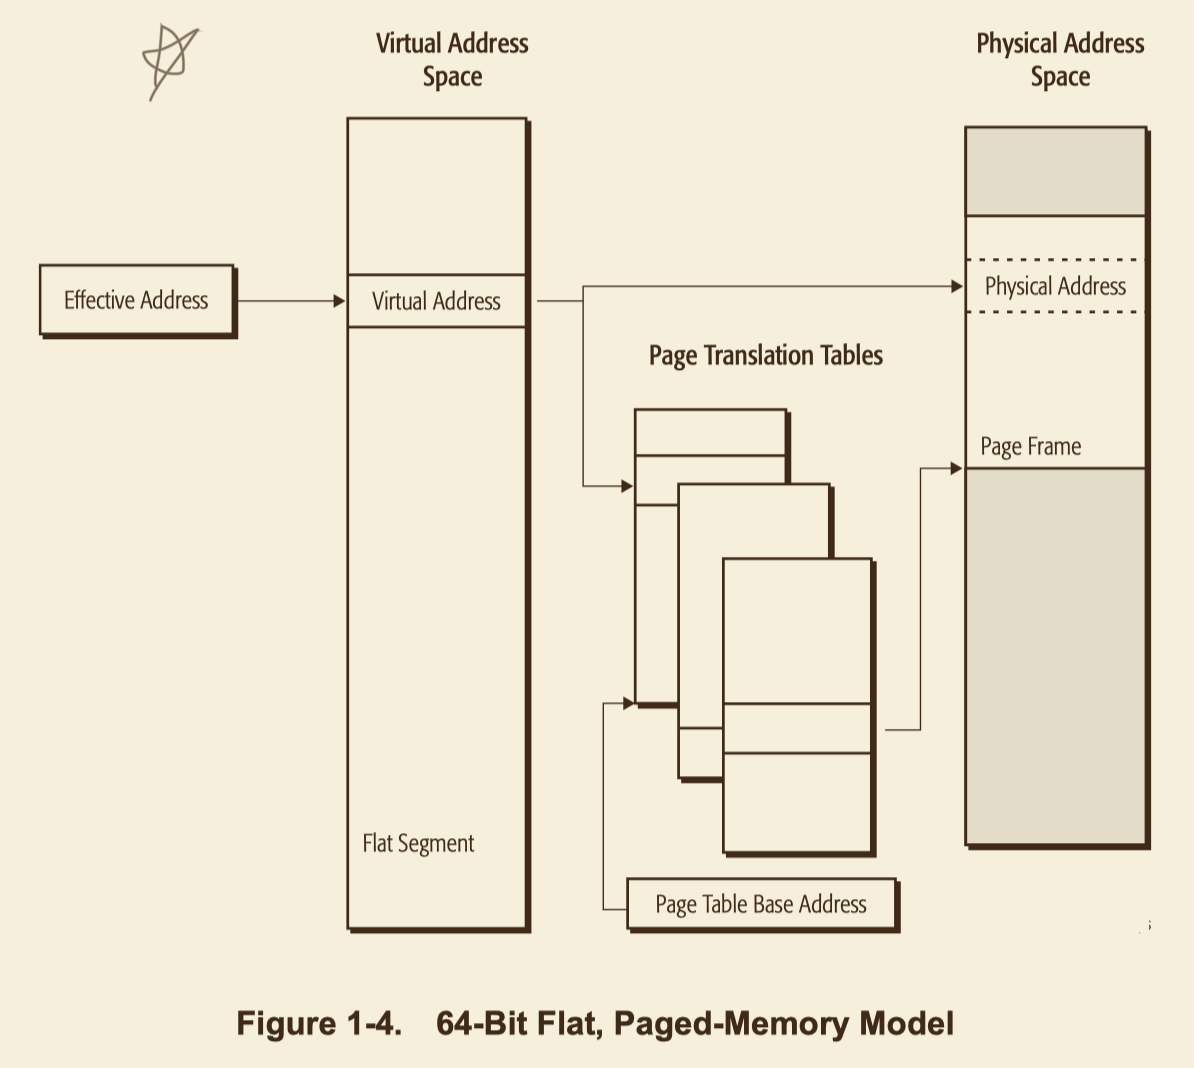 Virtual Address
Space
Physical Address
Space
Effective Address
Virtual Address
Physical Address
Page Translation Tables
Page Frame
Flat Segment
Page Table Base Address
Figure 1-4. 64-Bit Flat, Paged-Memory Model